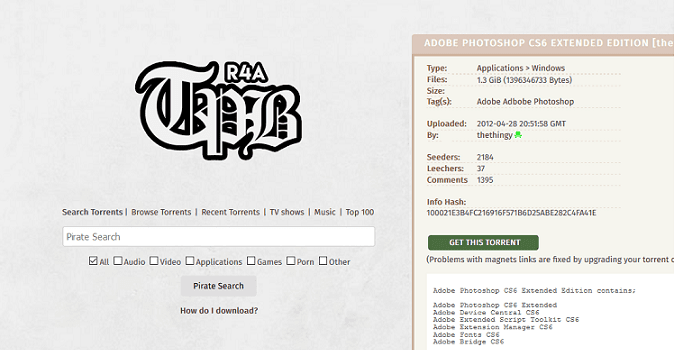 R4A
TPB
Search Torrents | Browse Torrents | Recent Torrents | TV shows | Music | Top 100
Pirate Search
All Audio Video Applications Games Porn Other
Pirate Search
How do I download?
ADOBE PHOTOSHOP CS6 EXTENDED EDITION [the
Type: Applications > Windows
Files: 1.3 GiB (1396346733 Bytes)
Size:
Tag(s): Adobe Adbobe Photoshop
Uploaded: 2012-04-28 20:51:58 GMT
By: thethingy
Seeders: 2184
Leechers: 37
Comments 1395
Info Hash:
100021E3B4FC216916F571B6D25ABE282C4FA41E
GET THIS TORRENT
(Problems with magnets links are fixed by upgrading your torrent c
Adobe Photoshop CS6 Extended Edition contains;
Adobe Photoshop CS6 Extended
Adobe Device Central CS6
Adobe Extended Script Toolkit CS6
Adobe Extension Manager CS6
Adobe Fonts CS6
Adobe Bridge CS6